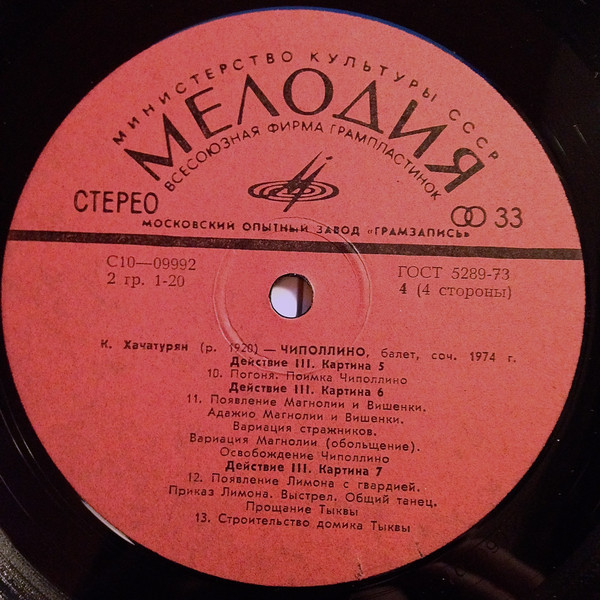 МИНИСТЕРСТВО КУЛЬТУРЫ СССР
МЕЛОДИЯ
ВСЕСОЮЗНАЯ ФИРМА ГРАМПЛАСТИНОК
СТЕРЕО
33
МОСКОВСКИЙ ОПЫТНЫЙ ЗАВОД «ГРАМЗАПИСЬ»
С10—09992
ГОСТ 5289-73
2 гр. 1-20
4 (4 стороны)
К. Хачатурян (р. 1920) — ЧИПОЛЛИНО, балет, соч. 1974 г.
Действие III. Картина 5
10. Погоня. Поимка Чиполлино
Действие III. Картина 6
11. Появление Магнолии и Вишенки.
Адажио Магнолии и Вишенки.
Вариация стражников.
Вариация Магнолии (обольщение).
Освобождение Чиполлино
Действие III. Картина 7
12. Появление Лимона с гвардией.
Приказ Лимона. Выстрел. Общий танец.
Прощание Тыквы
13. Строительство домика Тыквы